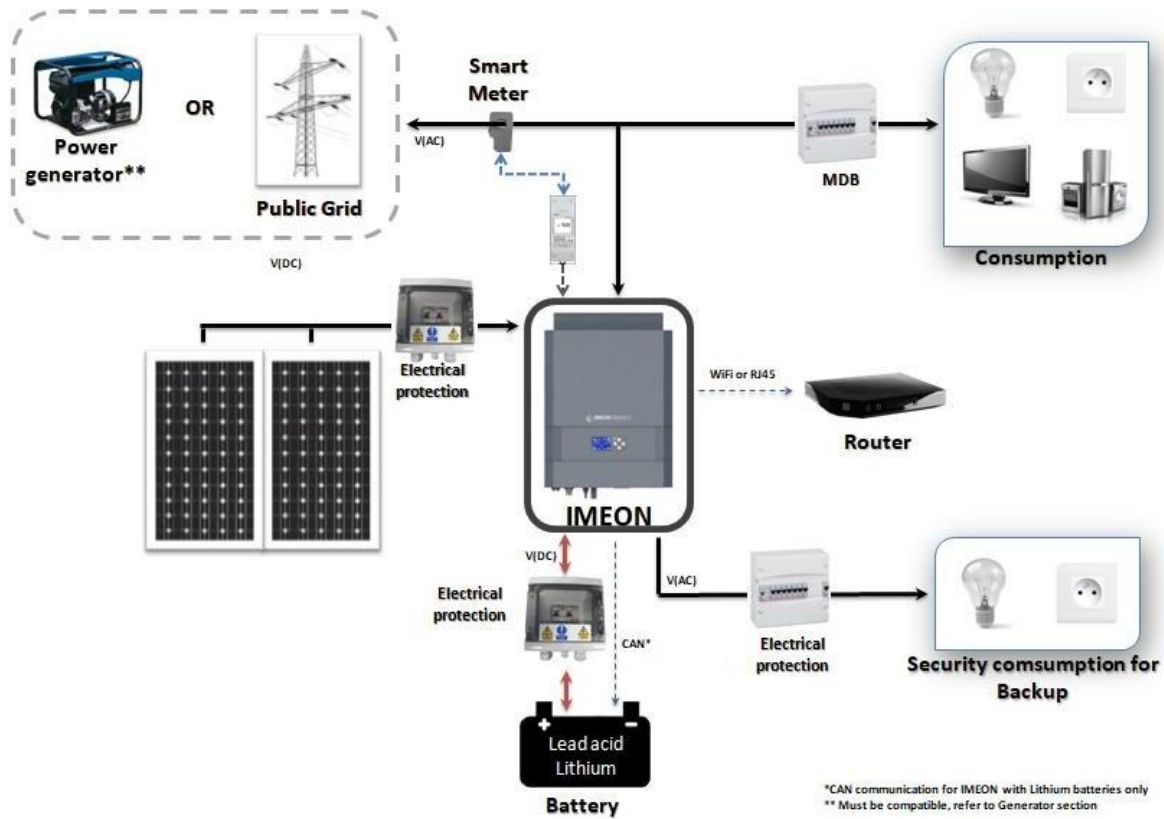 Smart
Meter
OR
V(AC)
Power
generator**
Public Grid
MDB
Consumption
V(DC)
Electrical
protection
WiFi or RJ45
Router
IMEON
V(DC)
Electrical
protection
CAN*
V(AC)
Electrical
protection
Security comsumption for
Backup
+ -
Lead acid
Lithium
Battery
*CAN communication for IMEON with Lithium batteries only
** Must be compatible, refer to Generator section